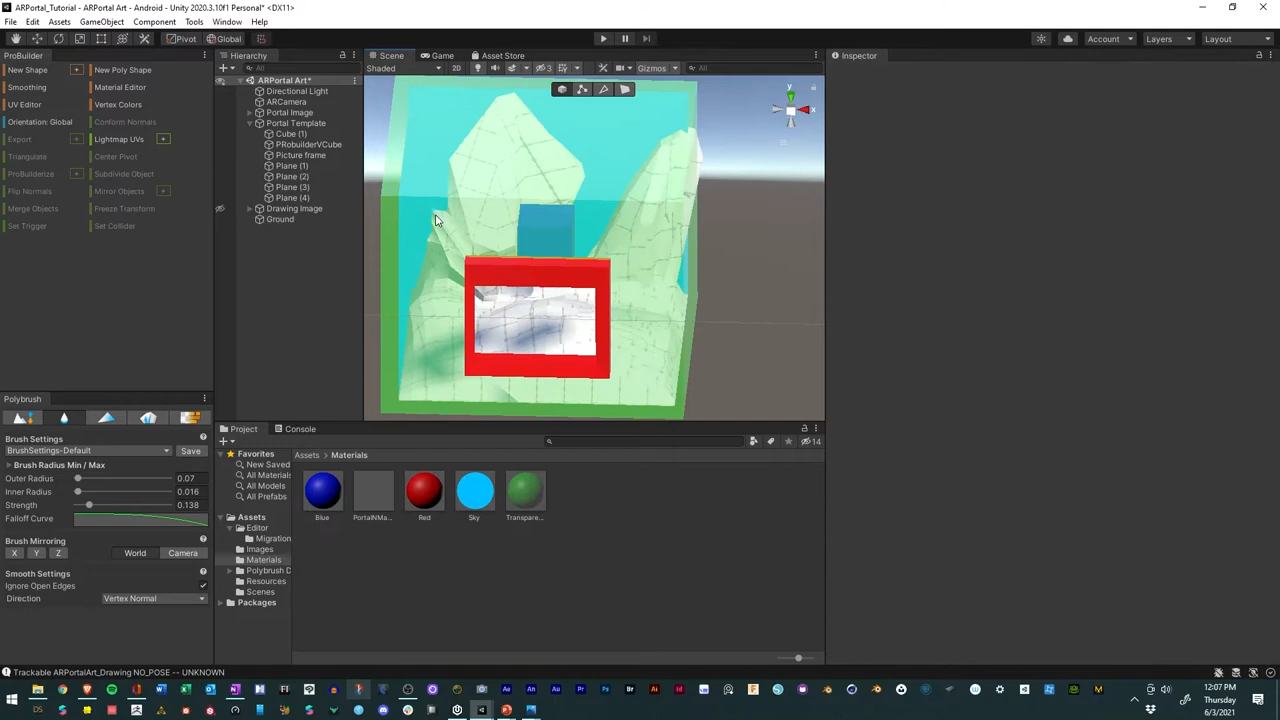 ARPortal_Tutorial - ARPortal Art - Android - Unity 2020.3.10f1 Personal* <DX11>
File Edit Assets GameObject Component Tools Window Help
Pivot Global Account Layers Layout
ProBuilder
New Shape New Poly Shape
Smoothing Material Editor
UV Editor Vertex Colors
Orientation: Global Conform Normals
Export Lightmap UVs
Triangulate Center Pivot
ProBuilderize Subdivide Object
Flip Normals Mirror Objects
Merge Objects Freeze Transform
Set Trigger Set Collider
Hierarchy
All
ARPortal Art*
Directional Light
ARCamera
Portal Image
Portal Template
Cube (1)
PRobuilderVCube
Picture frame
Plane (1)
Plane (2)
Plane (3)
Plane (4)
Drawing Image
Ground
Scene Game Asset Store
Shaded 2D 3 Gizmos All
y
x
Inspector
Polybrush
Brush Settings
BrushSettings-Default Save
Brush Radius Min / Max
Outer Radius 0.07
Inner Radius 0.016
Strength 0.138
Falloff Curve
Brush Mirroring
X Y Z World Camera
Smooth Settings
Ignore Open Edges
Direction Vertex Normal
Project Console
14
Favorites
New Saved
All Materials
All Models
All Prefabs
Assets
Editor
Migration
Images
Materials
Polybrush D
Resources
Scenes
Packages
Assets > Materials
Blue PortalNMa... Red Sky Transpare...
Trackable ARPortalArt_Drawing NO_POSE -- UNKNOWN
12:07 PM
Thursday
6/3/2021